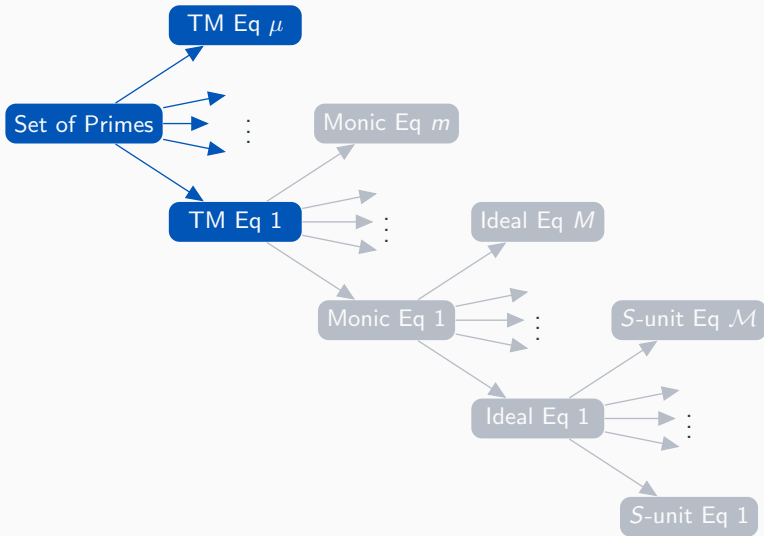 TM Eq μ
Set of Primes
⋮
Monic Eq m
TM Eq 1
⋮
Ideal Eq M
Monic Eq 1
⋮
S-unit Eq ℳ
Ideal Eq 1
⋮
S-unit Eq 1